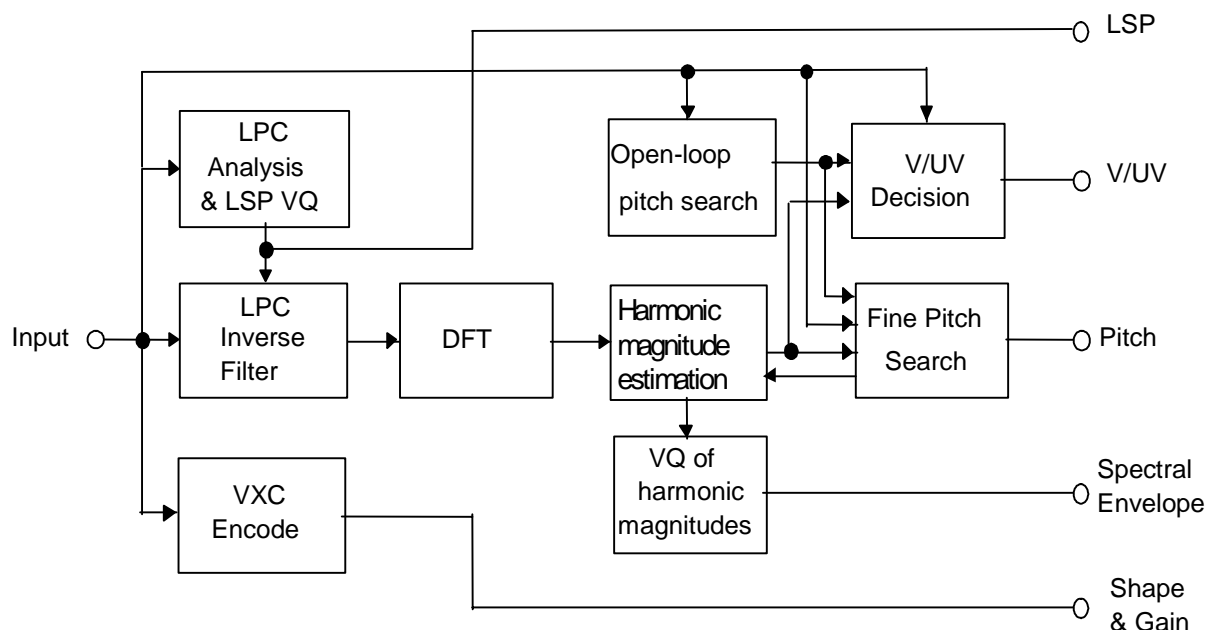 LSP
LPC
Analysis
& LSP VQ
Open-loop
pitch search
V/UV
Decision
V/UV
Input
LPC
Inverse
Filter
DFT
Harmonic
magnitude
estimation
Fine Pitch
Search
Pitch
VQ of
harmonic
magnitudes
Spectral
Envelope
VXC
Encode
Shape
& Gain